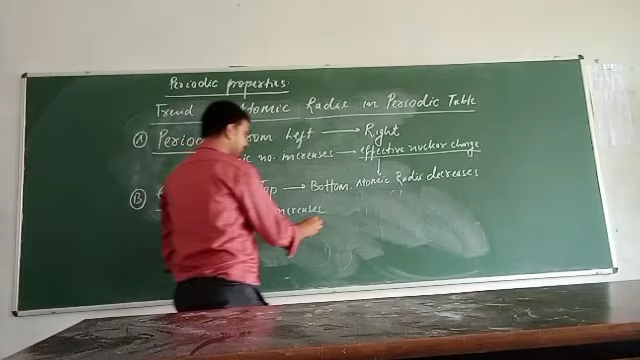 Periodic properties.
Trend Atomic Radii in Periodic Table
(A) Perio from Left → Right
ic no. increases → effective nuclear charge
Atomic Radii decreases
(B) Top → Bottom.
increases